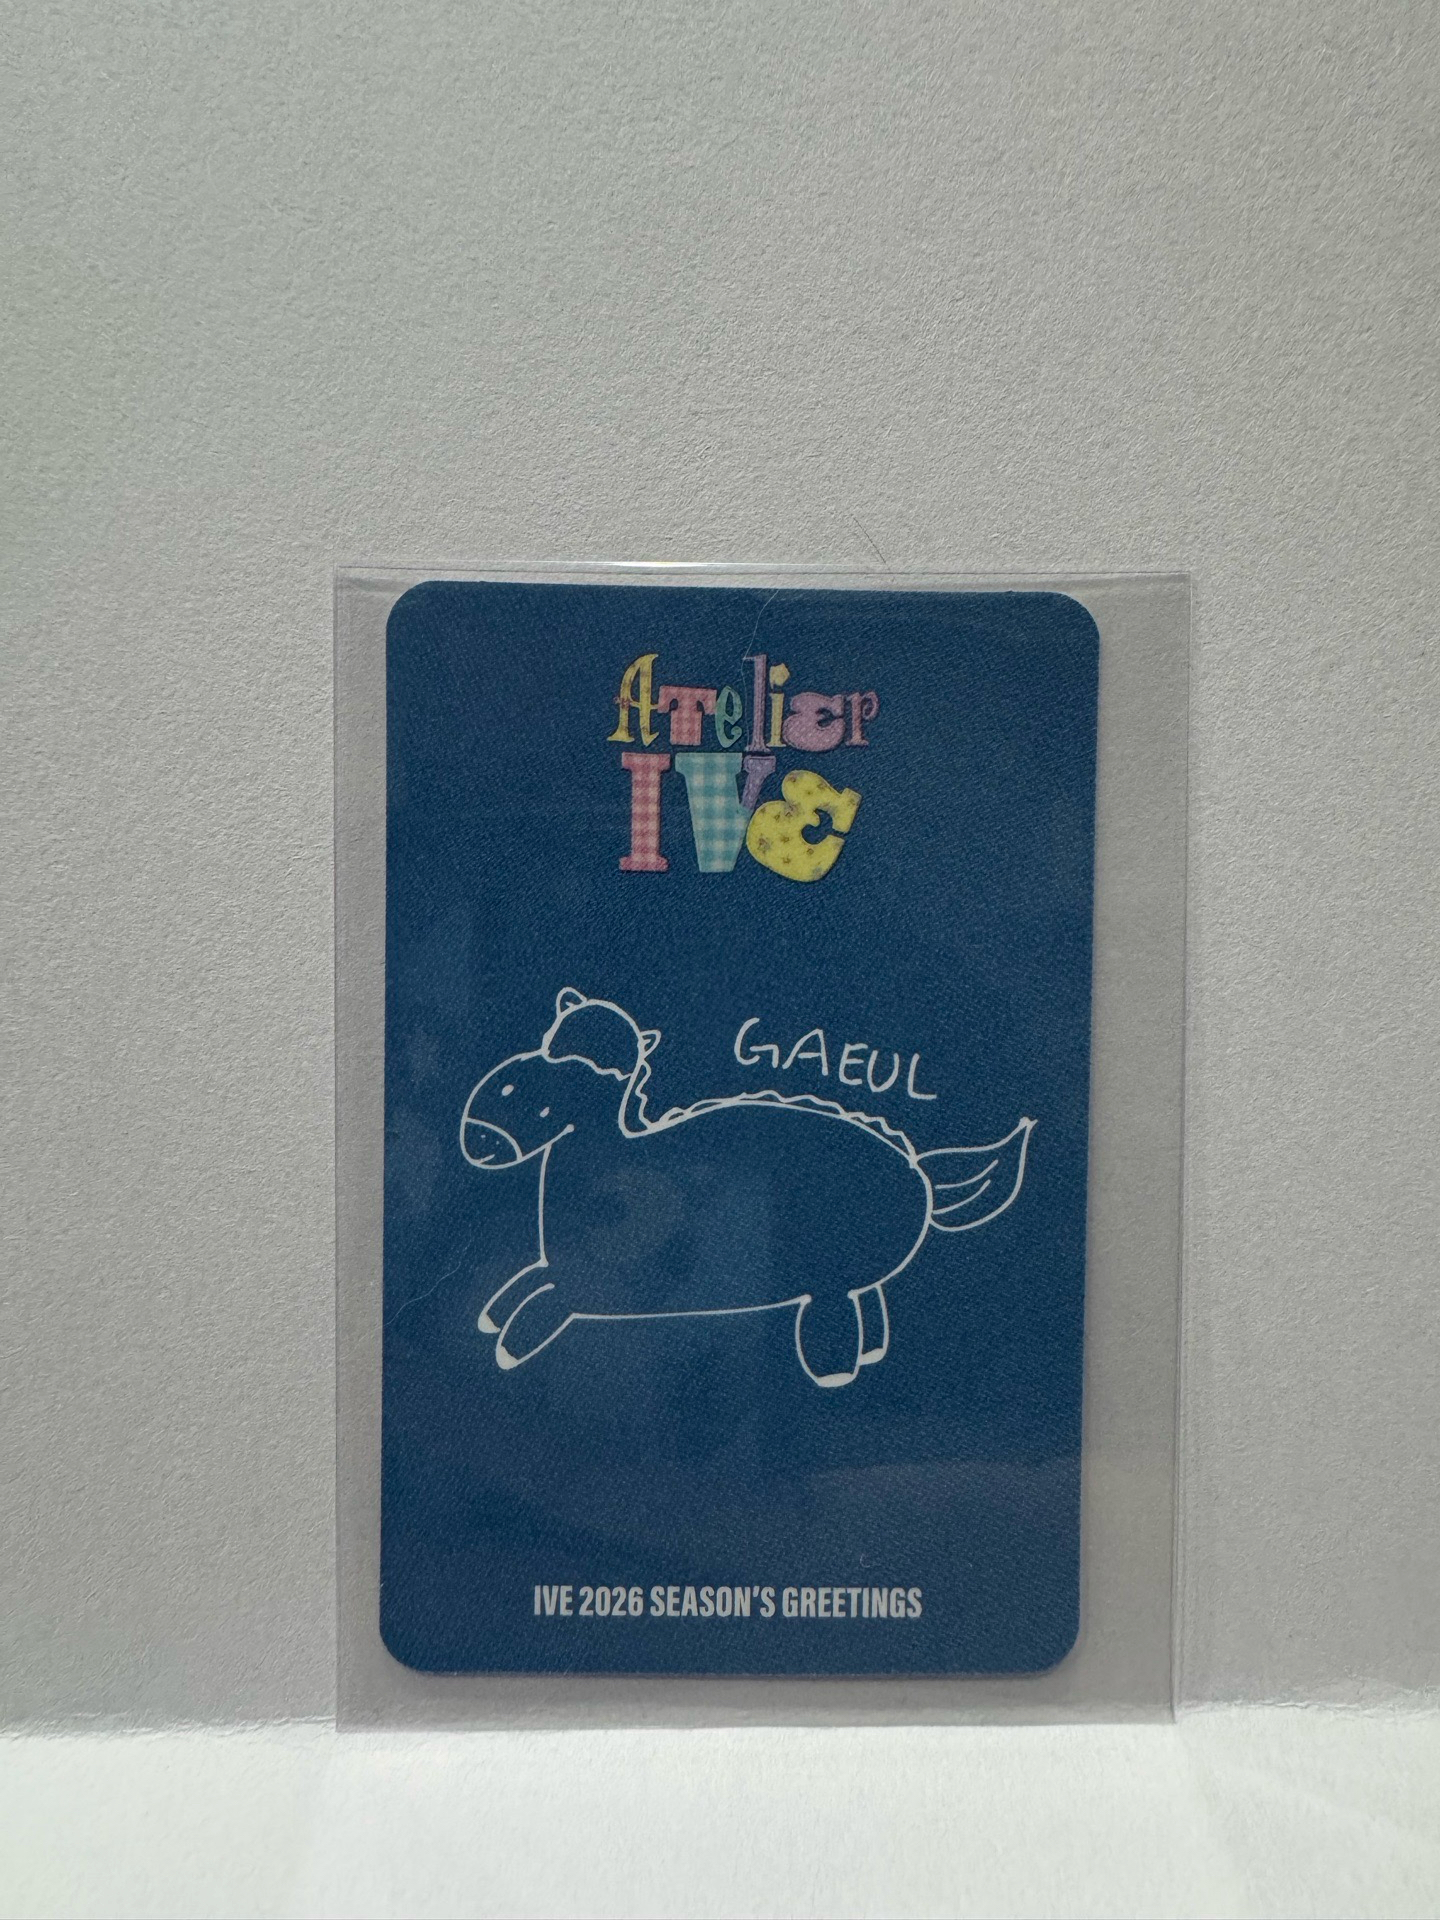 Atelier
IVE
GAEUL
IVE 2026 SEASON'S GREETINGS